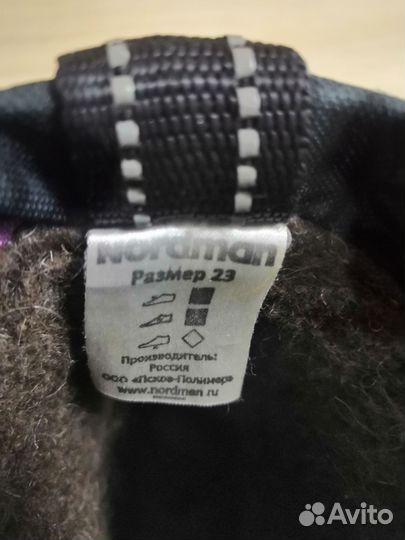 Nordman
Размер 23
Производитель:
Россия
ООО «Псков-Полимер»
www.nordman.ru
Avito